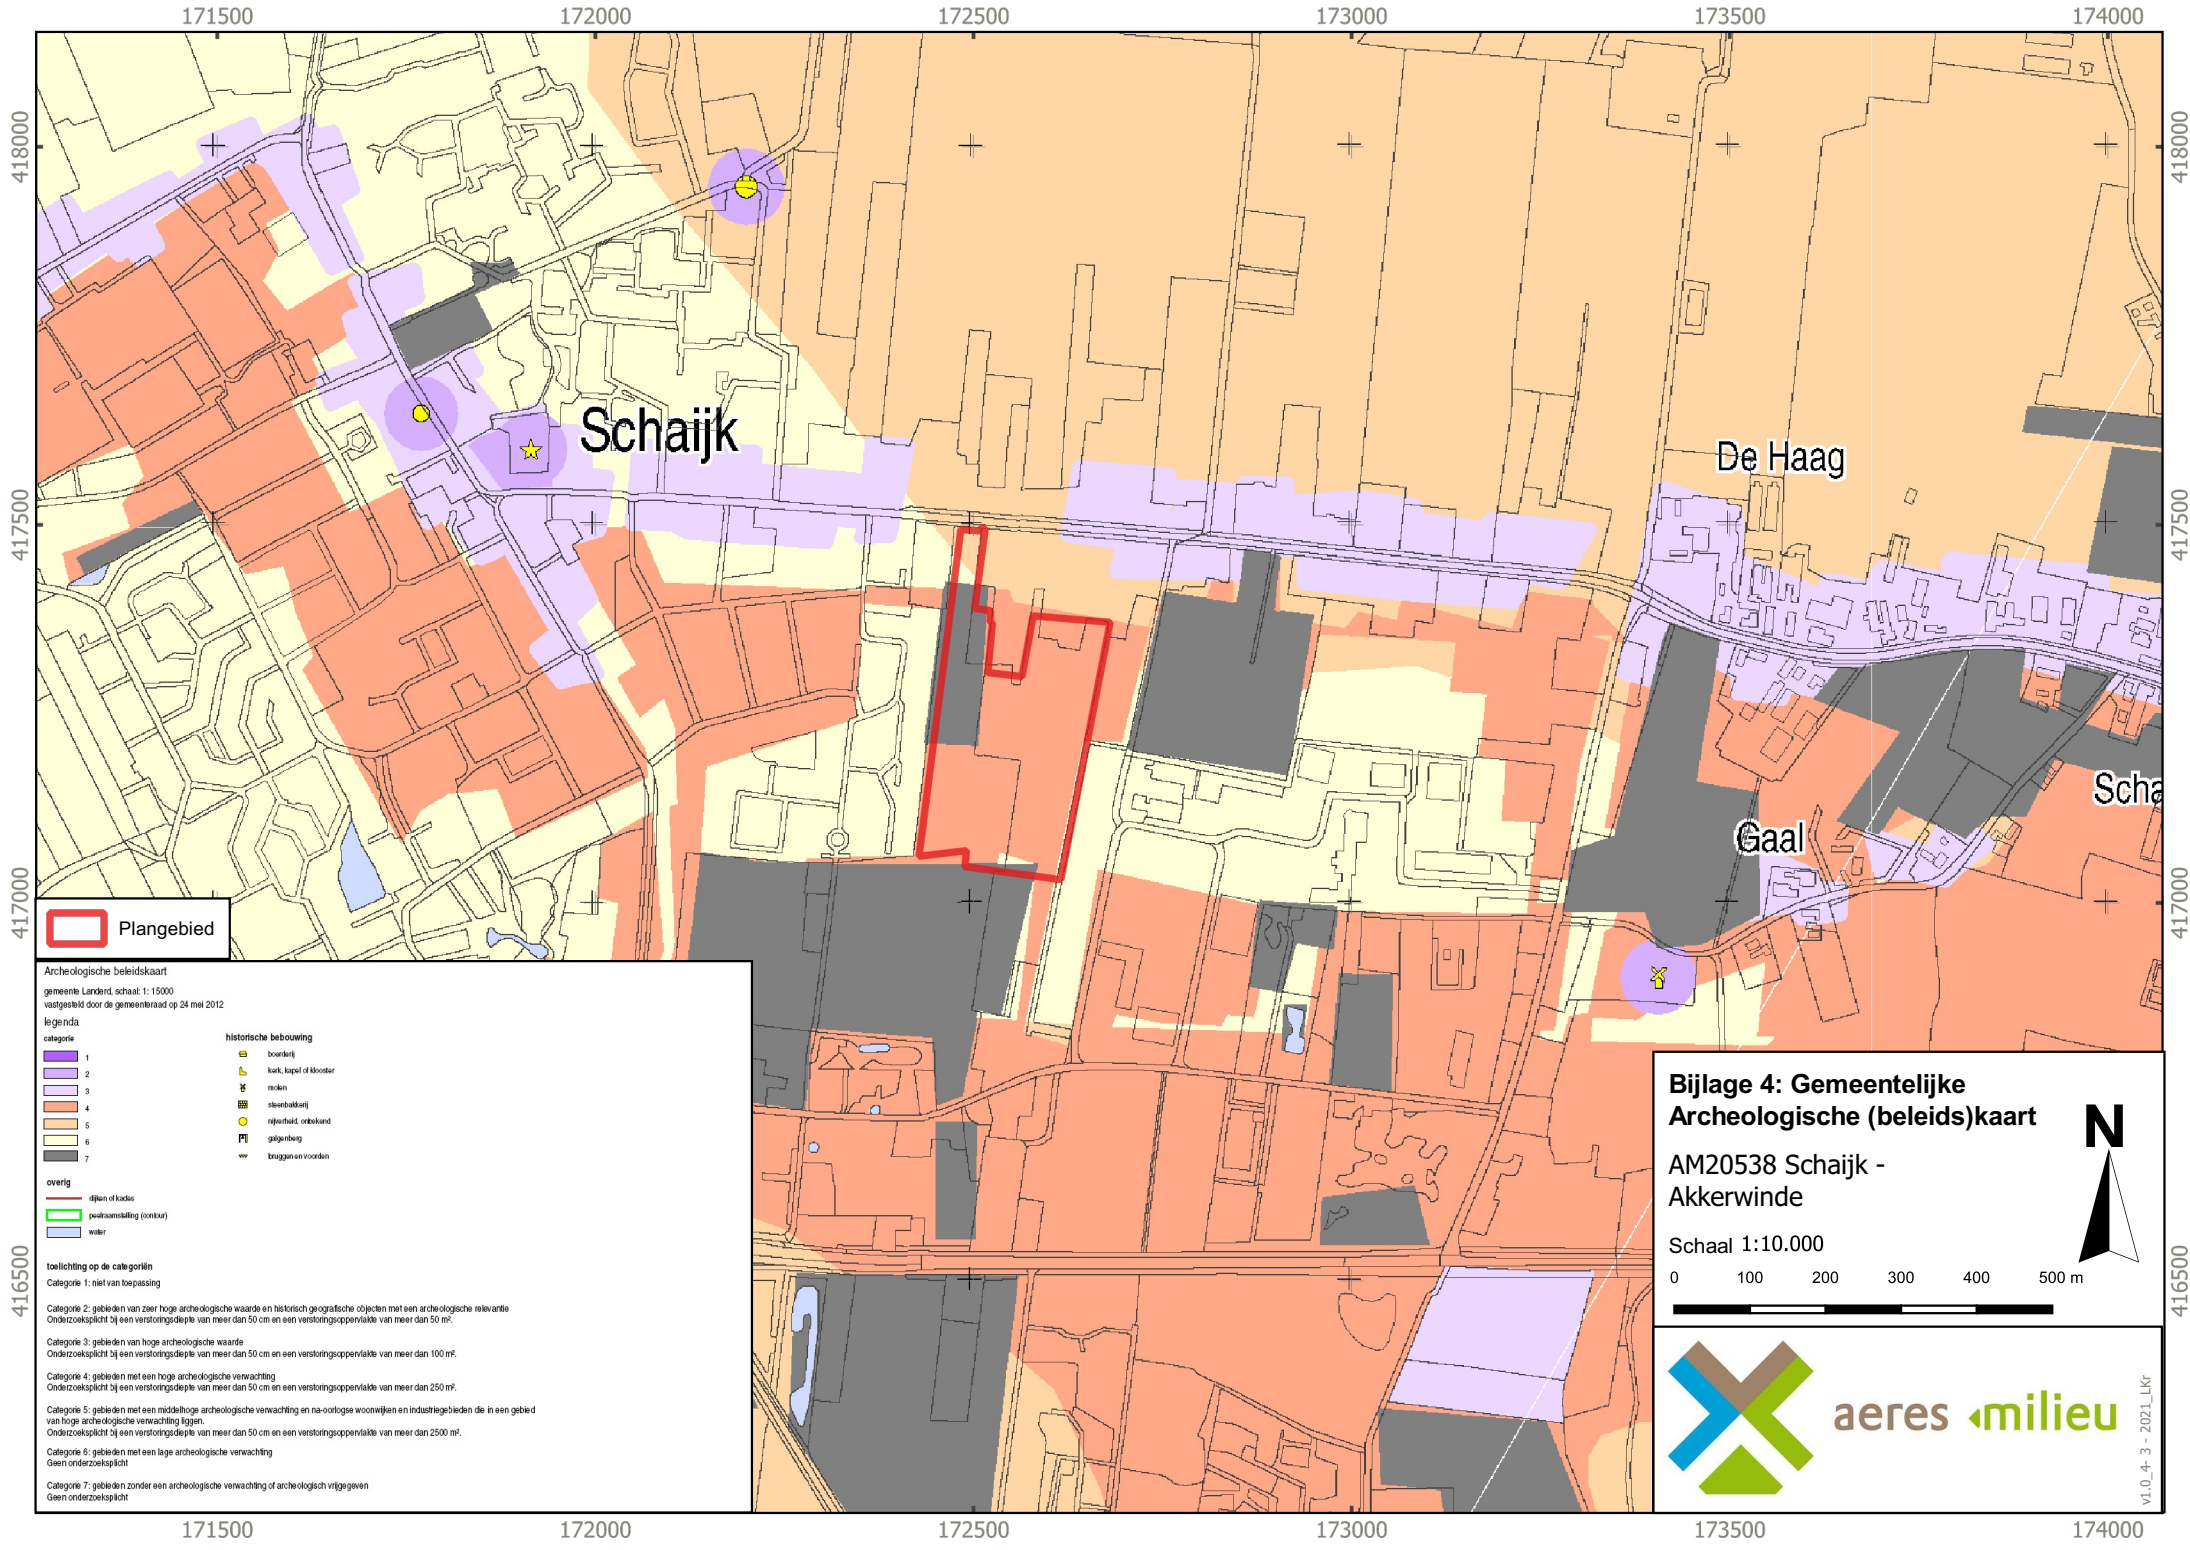 171500 172000 172500 173000 173500 174000
418000 418000
417500 417500
417000 417000
416500 416500
Schaijk
De Haag
Gaal
Scha
Plangebied
Archeologische beleidskaart
gemeente Landerd, schaal: 1: 15000
vastgesteld door de gemeenteraad op 24 mei 2012
legenda
categorie
1
2
3
4
5
6
7
historische bebouwing
boerderij
kerk, kapel of klooster
molen
steenbakkerij
nijverheid, onbekend
galgenberg
bruggen en voorden
overig
dijken of kades
peelraamstelling (contour)
water
toelichting op de categoriën
Categorie 1: niet van toepassing
Categorie 2: gebieden van zeer hoge archeologische waarde en historisch geografische objecten met een archeologische relevantie
Onderzoeksplicht bij een verstoringsdiepte van meer dan 50 cm en een verstoringsoppervlakte van meer dan 50 m².
Categorie 3: gebieden van hoge archeologische waarde
Onderzoeksplicht bij een verstoringsdiepte van meer dan 50 cm en een verstoringsoppervlakte van meer dan 100 m².
Categorie 4: gebieden met een hoge archeologische verwachting
Onderzoeksplicht bij een verstoringsdiepte van meer dan 50 cm en een verstoringsoppervlakte van meer dan 250 m².
Categorie 5: gebieden met een middelhoge archeologische verwachting en na-oorlogse woonwijken en industriegebieden die in een gebied
van hoge archeologische verwachting liggen.
Onderzoeksplicht bij een verstoringsdiepte van meer dan 50 cm en een verstoringsoppervlakte van meer dan 2500 m².
Categorie 6: gebieden met een lage archeologische verwachting
Geen onderzoeksplicht
Categorie 7: gebieden zonder een archeologische verwachting of archeologisch vrijgegeven
Geen onderzoeksplicht
Bijlage 4: Gemeentelijke
Archeologische (beleids)kaart
AM20538 Schaijk -
Akkerwinde
Schaal 1:10.000
N
0 100 200 300 400 500 m
aeres milieu
v1.0_4- 3 - 2021_LKr
171500 172000 172500 173000 173500 174000